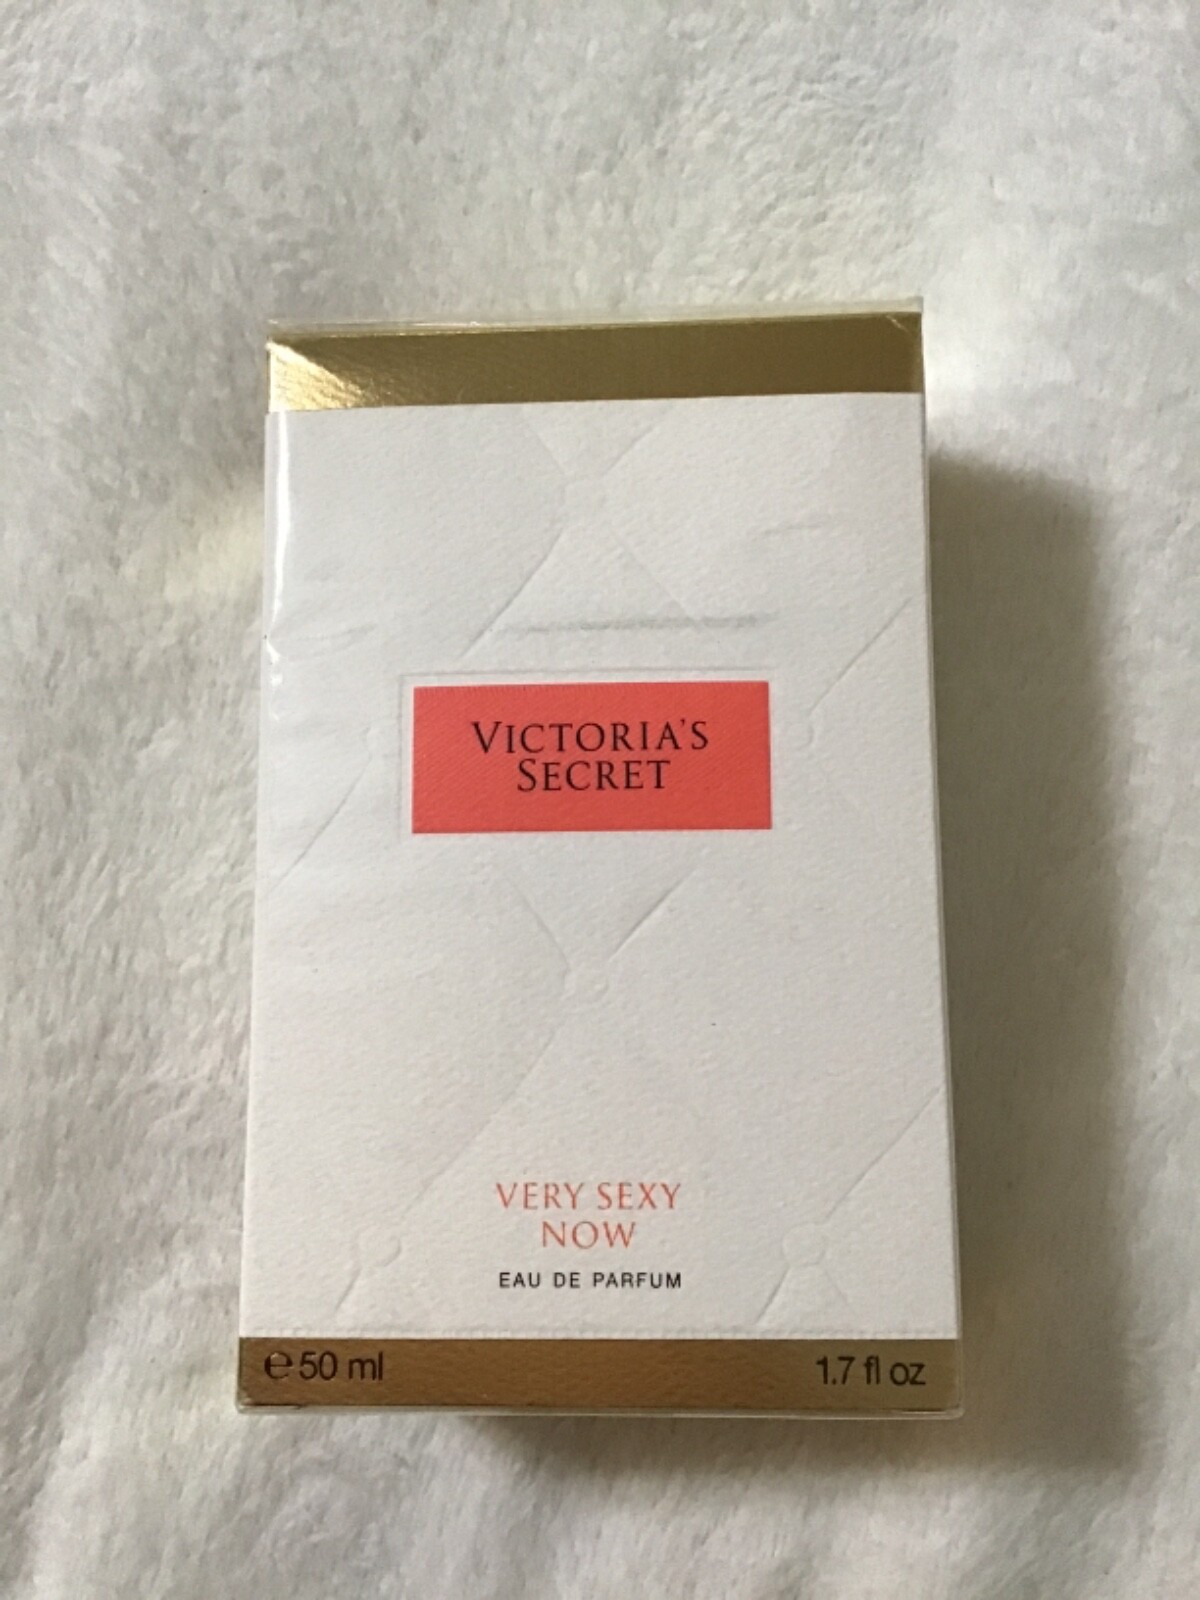 VICTORIA'S
SECRET
VERY SEXY
NOW
EAU DE PARFUM
℮50 ml
1.7 fl oz